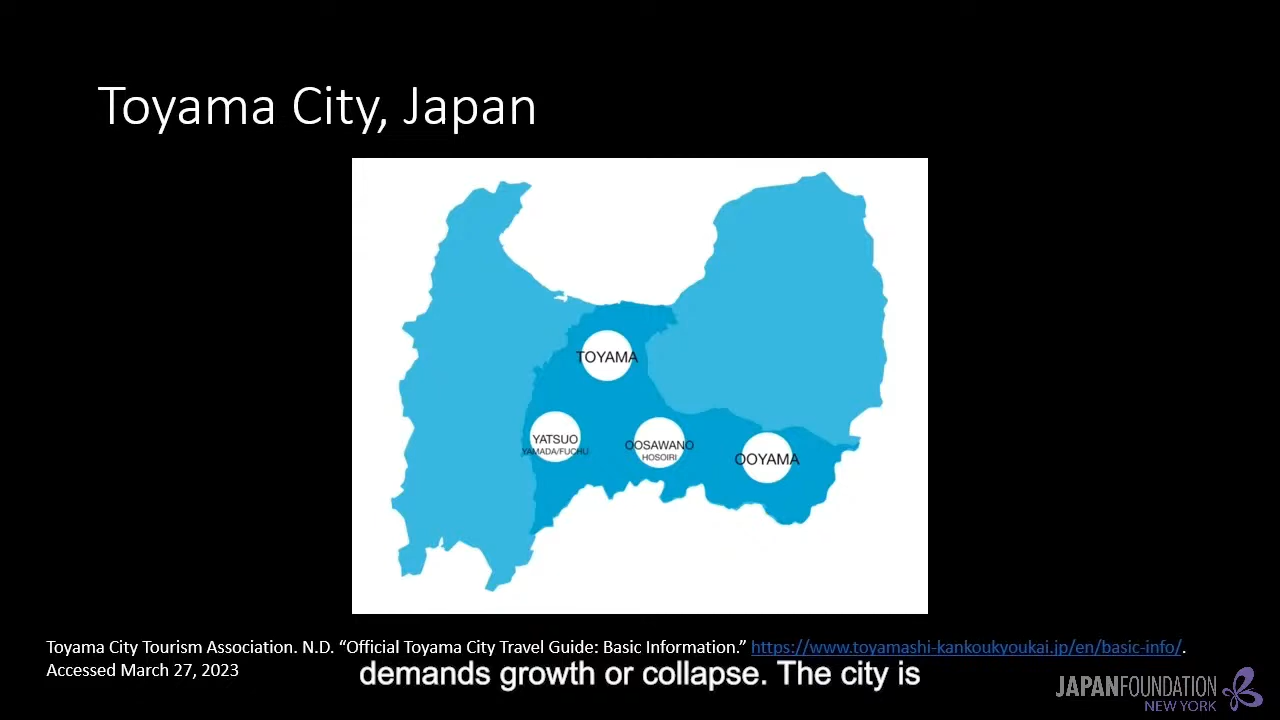 Toyama City, Japan
TOYAMA
YATSUO
YAMADA/FUCHU
OOSAWANO
HOSOIRI
OOYAMA
Toyama City Tourism Association. N.D. “Official Toyama City Travel Guide: Basic Information.” https://www.toyamashi-kankoukyoukai.jp/en/basic-info/.
Accessed March 27, 2023
demands growth or collapse. The city is
JAPANFOUNDATION
NEW YORK